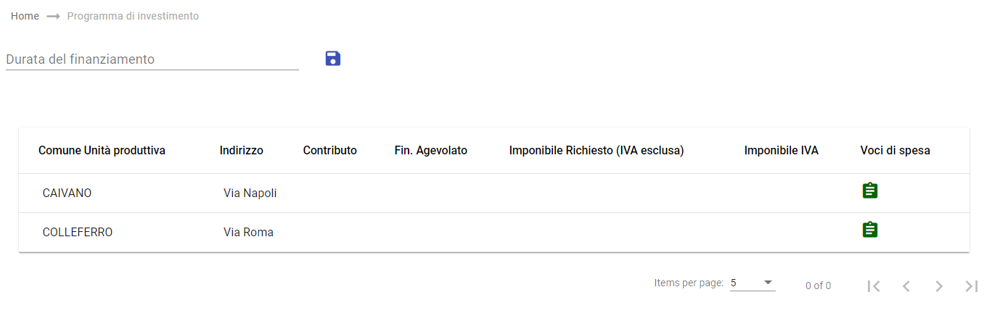 Home Programma di investimento
Durata del finanziamento
Comune Unità produttiva Indirizzo Contributo Fin. Agevolato Imponibile Richiesto (IVA esclusa) Imponibile IVA Voci di spesa
CAIVANO Via Napoli
COLLEFERRO Via Roma
Items per page: 5 0 of 0